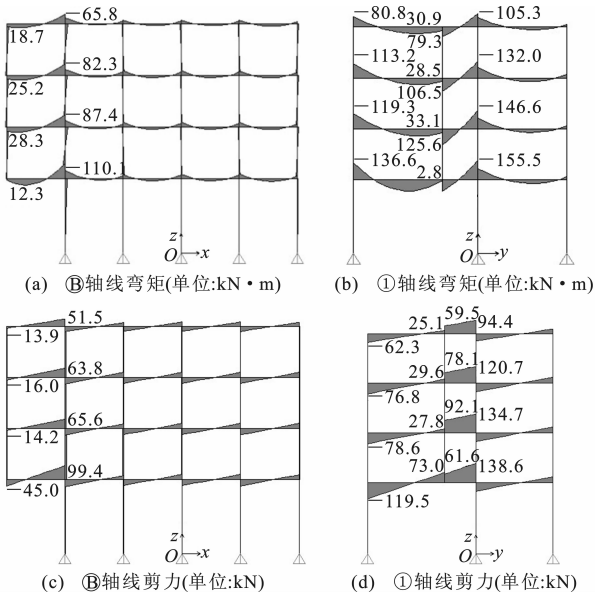 65.8
18.7
82.3
25.2
87.4
28.3
110.1
12.3
z
O x
(a) Ⓑ轴线弯矩(单位:kN·m)
−80.8 30.9 −105.3
79.3
−113.2 28.5 −132.0
106.5
−119.3 33.1 −146.6
125.6
−136.6 2.8 −155.5
z
O y
(b) ①轴线弯矩(单位:kN·m)
51.5
−13.9
63.8
−16.0
65.6
−14.2
99.4
−45.0
z
O x
(c) Ⓑ轴线剪力(单位:kN)
59.5
25.1 94.4
−62.3
78.1
29.6 120.7
−76.8
92.1
27.8 134.7
−78.6
61.6
73.0 138.6
−119.5
z
O y
(d) ①轴线剪力(单位:kN)